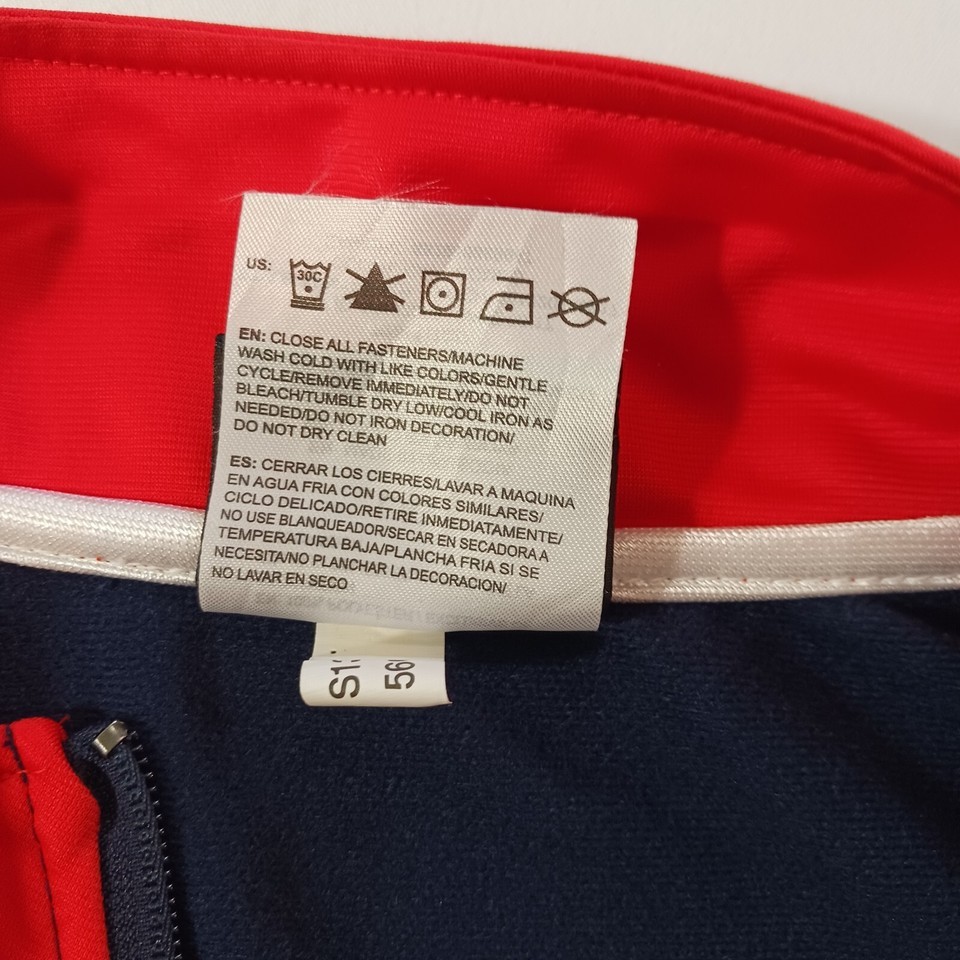 US: 30C
EN: CLOSE ALL FASTENERS/MACHINE
WASH COLD WITH LIKE COLORS/GENTLE
CYCLE/REMOVE IMMEDIATELY/DO NOT
BLEACH/TUMBLE DRY LOW/COOL IRON AS
NEEDED/DO NOT IRON DECORATION/
DO NOT DRY CLEAN
ES: CERRAR LOS CIERRES/LAVAR A MAQUINA
EN AGUA FRIA CON COLORES SIMILARES/
CICLO DELICADO/RETIRE INMEDIATAMENTE/
NO USE BLANQUEADOR/SECAR EN SECADORA A
TEMPERATURA BAJA/PLANCHA FRIA SI SE
NECESITA/NO PLANCHAR LA DECORACION/
NO LAVAR EN SECO